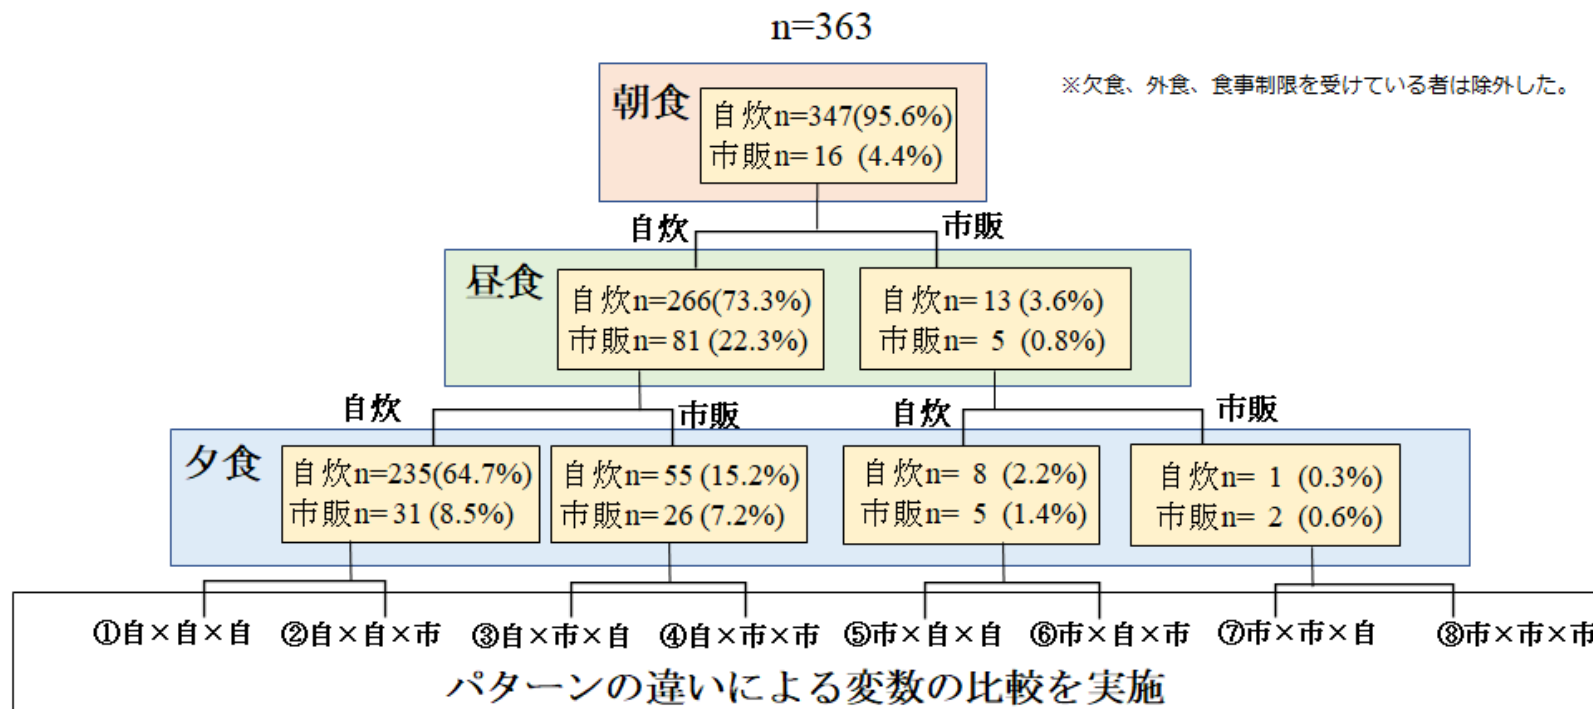 n=363
※欠食、外食、食事制限を受けている者は除外した。
朝食
自炊n=347(95.6%)
市販n= 16 (4.4%)
自炊
市販
昼食
自炊n=266(73.3%)
市販n= 81 (22.3%)
自炊n= 13 (3.6%)
市販n= 5 (0.8%)
自炊
市販
自炊
市販
夕食
自炊n=235(64.7%)
市販n= 31 (8.5%)
自炊n= 55 (15.2%)
市販n= 26 (7.2%)
自炊n= 8 (2.2%)
市販n= 5 (1.4%)
自炊n= 1 (0.3%)
市販n= 2 (0.6%)
①自×自×自
②自×自×市
③自×市×自
④自×市×市
⑤市×自×自
⑥市×自×市
⑦市×市×自
⑧市×市×市
パターンの違いによる変数の比較を実施